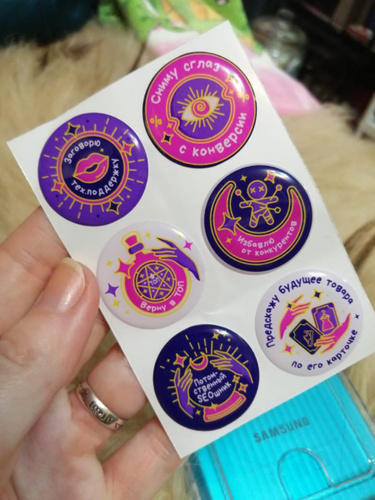 Сниму сглаз
с конверсии
Заговорю
тех.поддержку
Избавлю
от конкурентов
Верну в топ
Предскажу будущее товара
по его карточке
Потом-
ственный
SEOшник
SAMSUNG